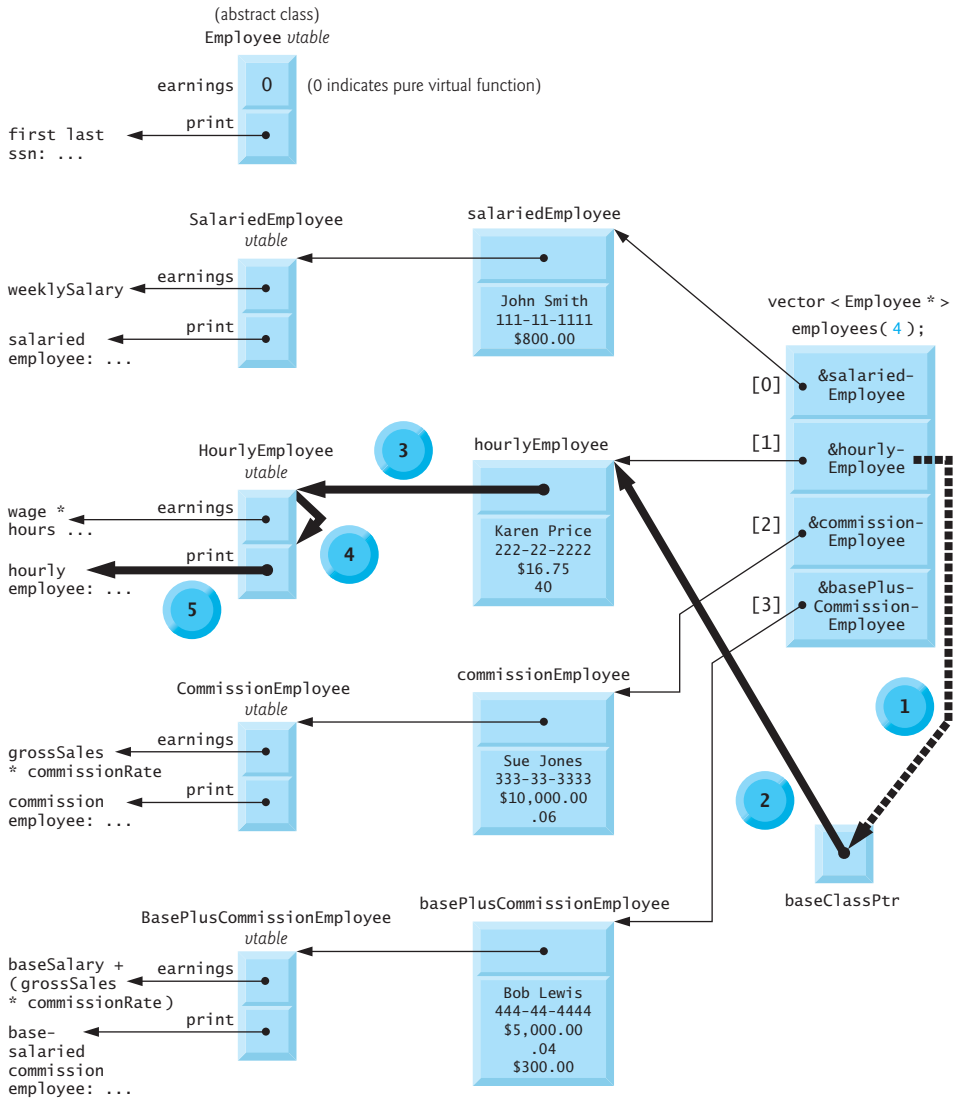 (abstract class)
Employee vtable
earnings
0
(0 indicates pure virtual function)
print
first last
ssn: ...
SalariedEmployee
vtable
earnings
weeklySalary
print
salaried
employee: ...
salariedEmployee
John Smith
111-11-1111
$800.00
vector < Employee * >
employees( 4 );
[0]
&salaried-
Employee
[1]
&hourly-
Employee
[2]
&commission-
Employee
[3]
&basePlus-
Commission-
Employee
HourlyEmployee
vtable
3
earnings
wage *
hours ...
4
print
hourly
employee: ...
5
hourlyEmployee
Karen Price
222-22-2222
$16.75
40
1
2
baseClassPtr
CommissionEmployee
vtable
earnings
grossSales
* commissionRate
print
commission
employee: ...
commissionEmployee
Sue Jones
333-33-3333
$10,000.00
.06
BasePlusCommissionEmployee
vtable
earnings
baseSalary +
(grossSales
* commissionRate)
print
base-
salaried
commission
employee: ...
basePlusCommissionEmployee
Bob Lewis
444-44-4444
$5,000.00
.04
$300.00